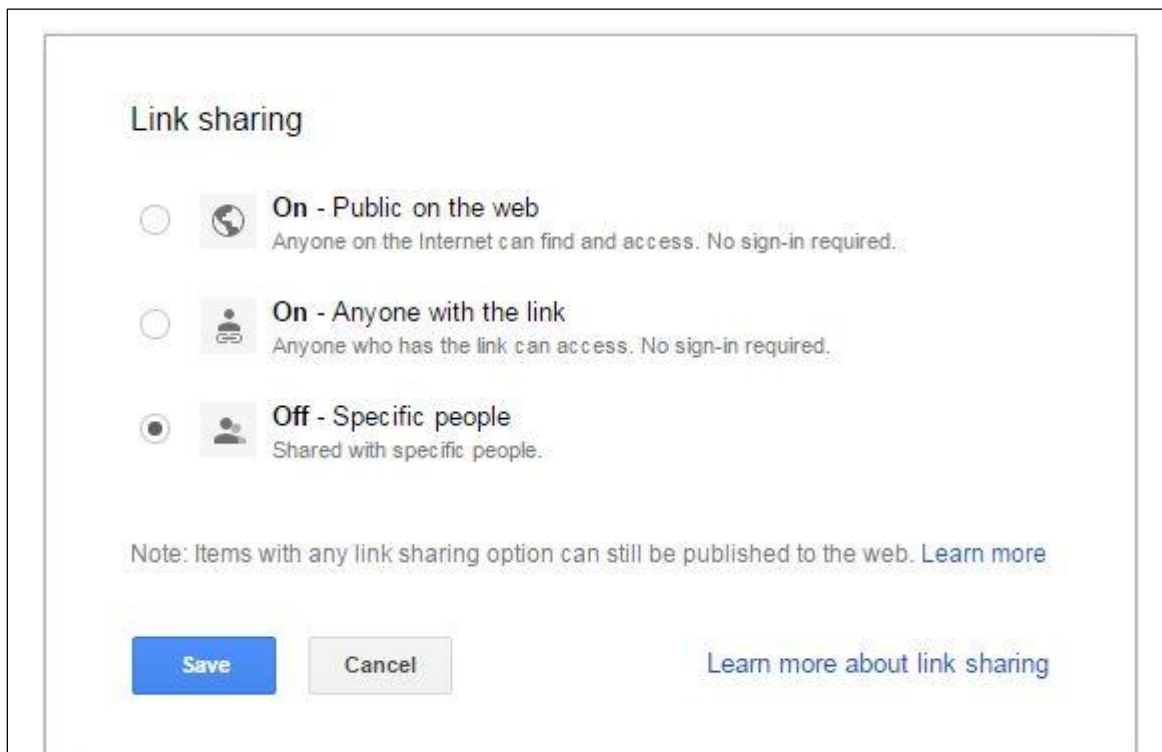 Link sharing
On - Public on the web
Anyone on the Internet can find and access. No sign-in required.
On - Anyone with the link
Anyone who has the link can access. No sign-in required.
Off - Specific people
Shared with specific people.
Note: Items with any link sharing option can still be published to the web. Learn more
Save Cancel Learn more about link sharing